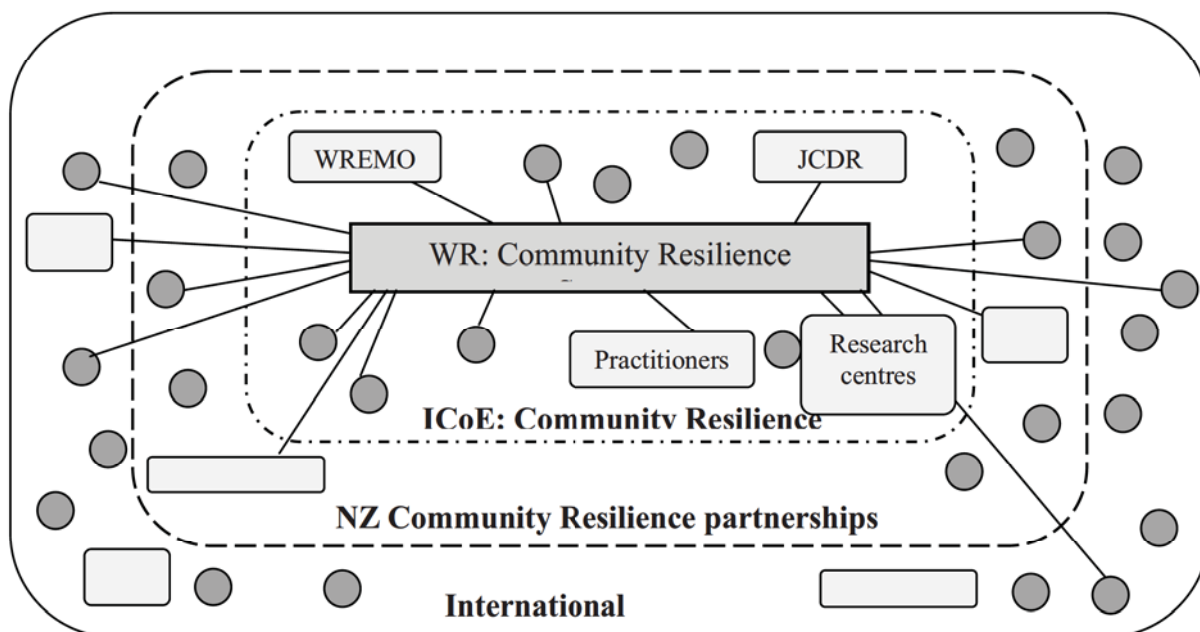 WREMO
JCDR
WR: Community Resilience
Practitioners
Research
centres
ICoE: Community Resilience
NZ Community Resilience partnerships
International